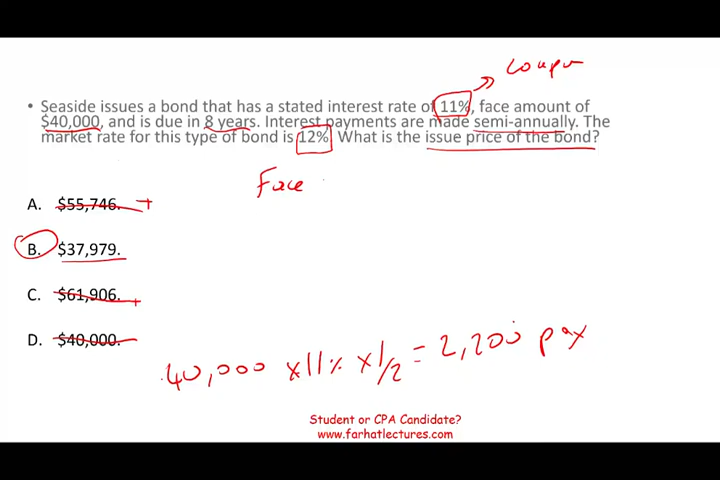 Coupon
• Seaside issues a bond that has a stated interest rate of 11%, face amount of
$40,000, and is due in 8 years. Interest payments are made semi-annually. The
market rate for this type of bond is 12%. What is the issue price of the bond?
Face
A. $55,746. +
B. $37,979.
C. $61,906. +
D. $40,000.
40,000 x 11% x 1/2 = 2,200 pay
Student or CPA Candidate?
www.farhatlectures.com